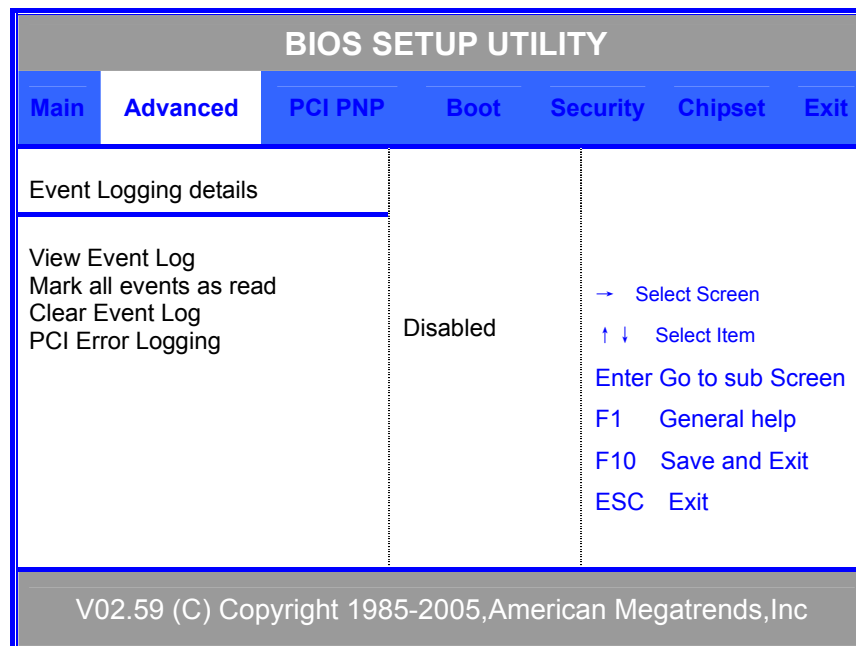 BIOS SETUP UTILITY
Main Advanced PCI PNP Boot Security Chipset Exit
Event Logging details
View Event Log
Mark all events as read
Clear Event Log
PCI Error Logging
Disabled
→ Select Screen
↑↓ Select Item
Enter Go to sub Screen
F1 General help
F10 Save and Exit
ESC Exit
V02.59 (C) Copyright 1985-2005,American Megatrends,Inc